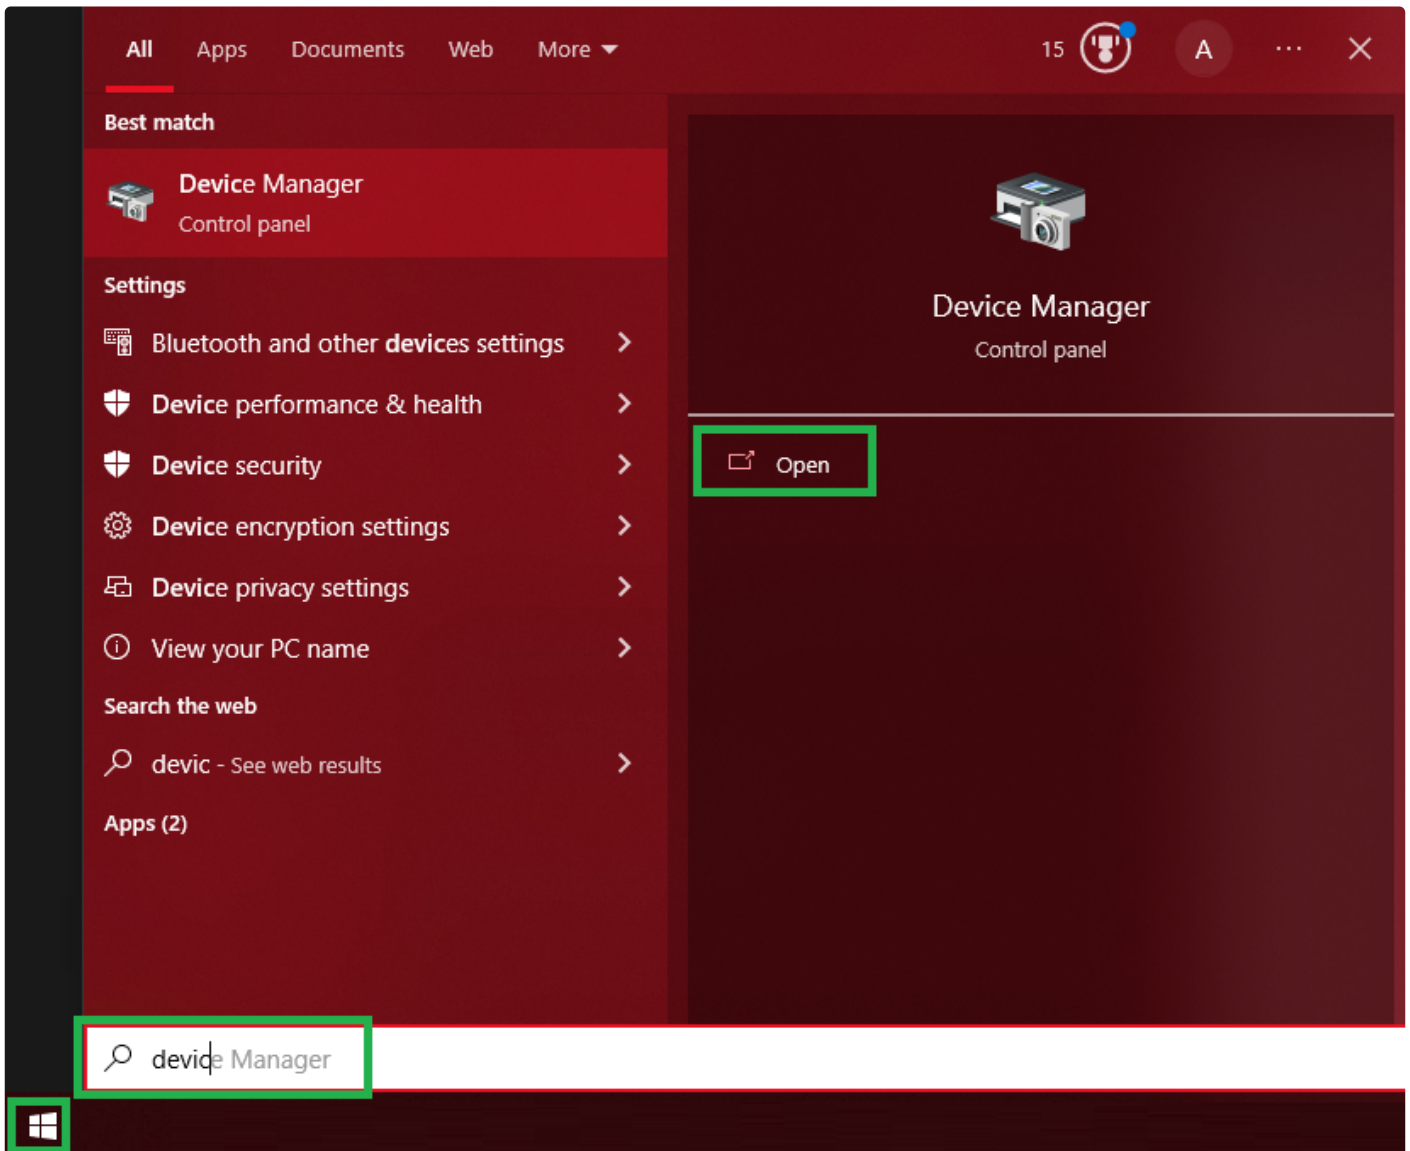 All Apps Documents Web More 15 A
Best match
Device Manager
Control panel
Settings
Bluetooth and other devices settings
Device performance & health
Device security
Device encryption settings
Device privacy settings
View your PC name
Search the web
devic - See web results
Apps (2)
Device Manager
Control panel
Open
device Manager